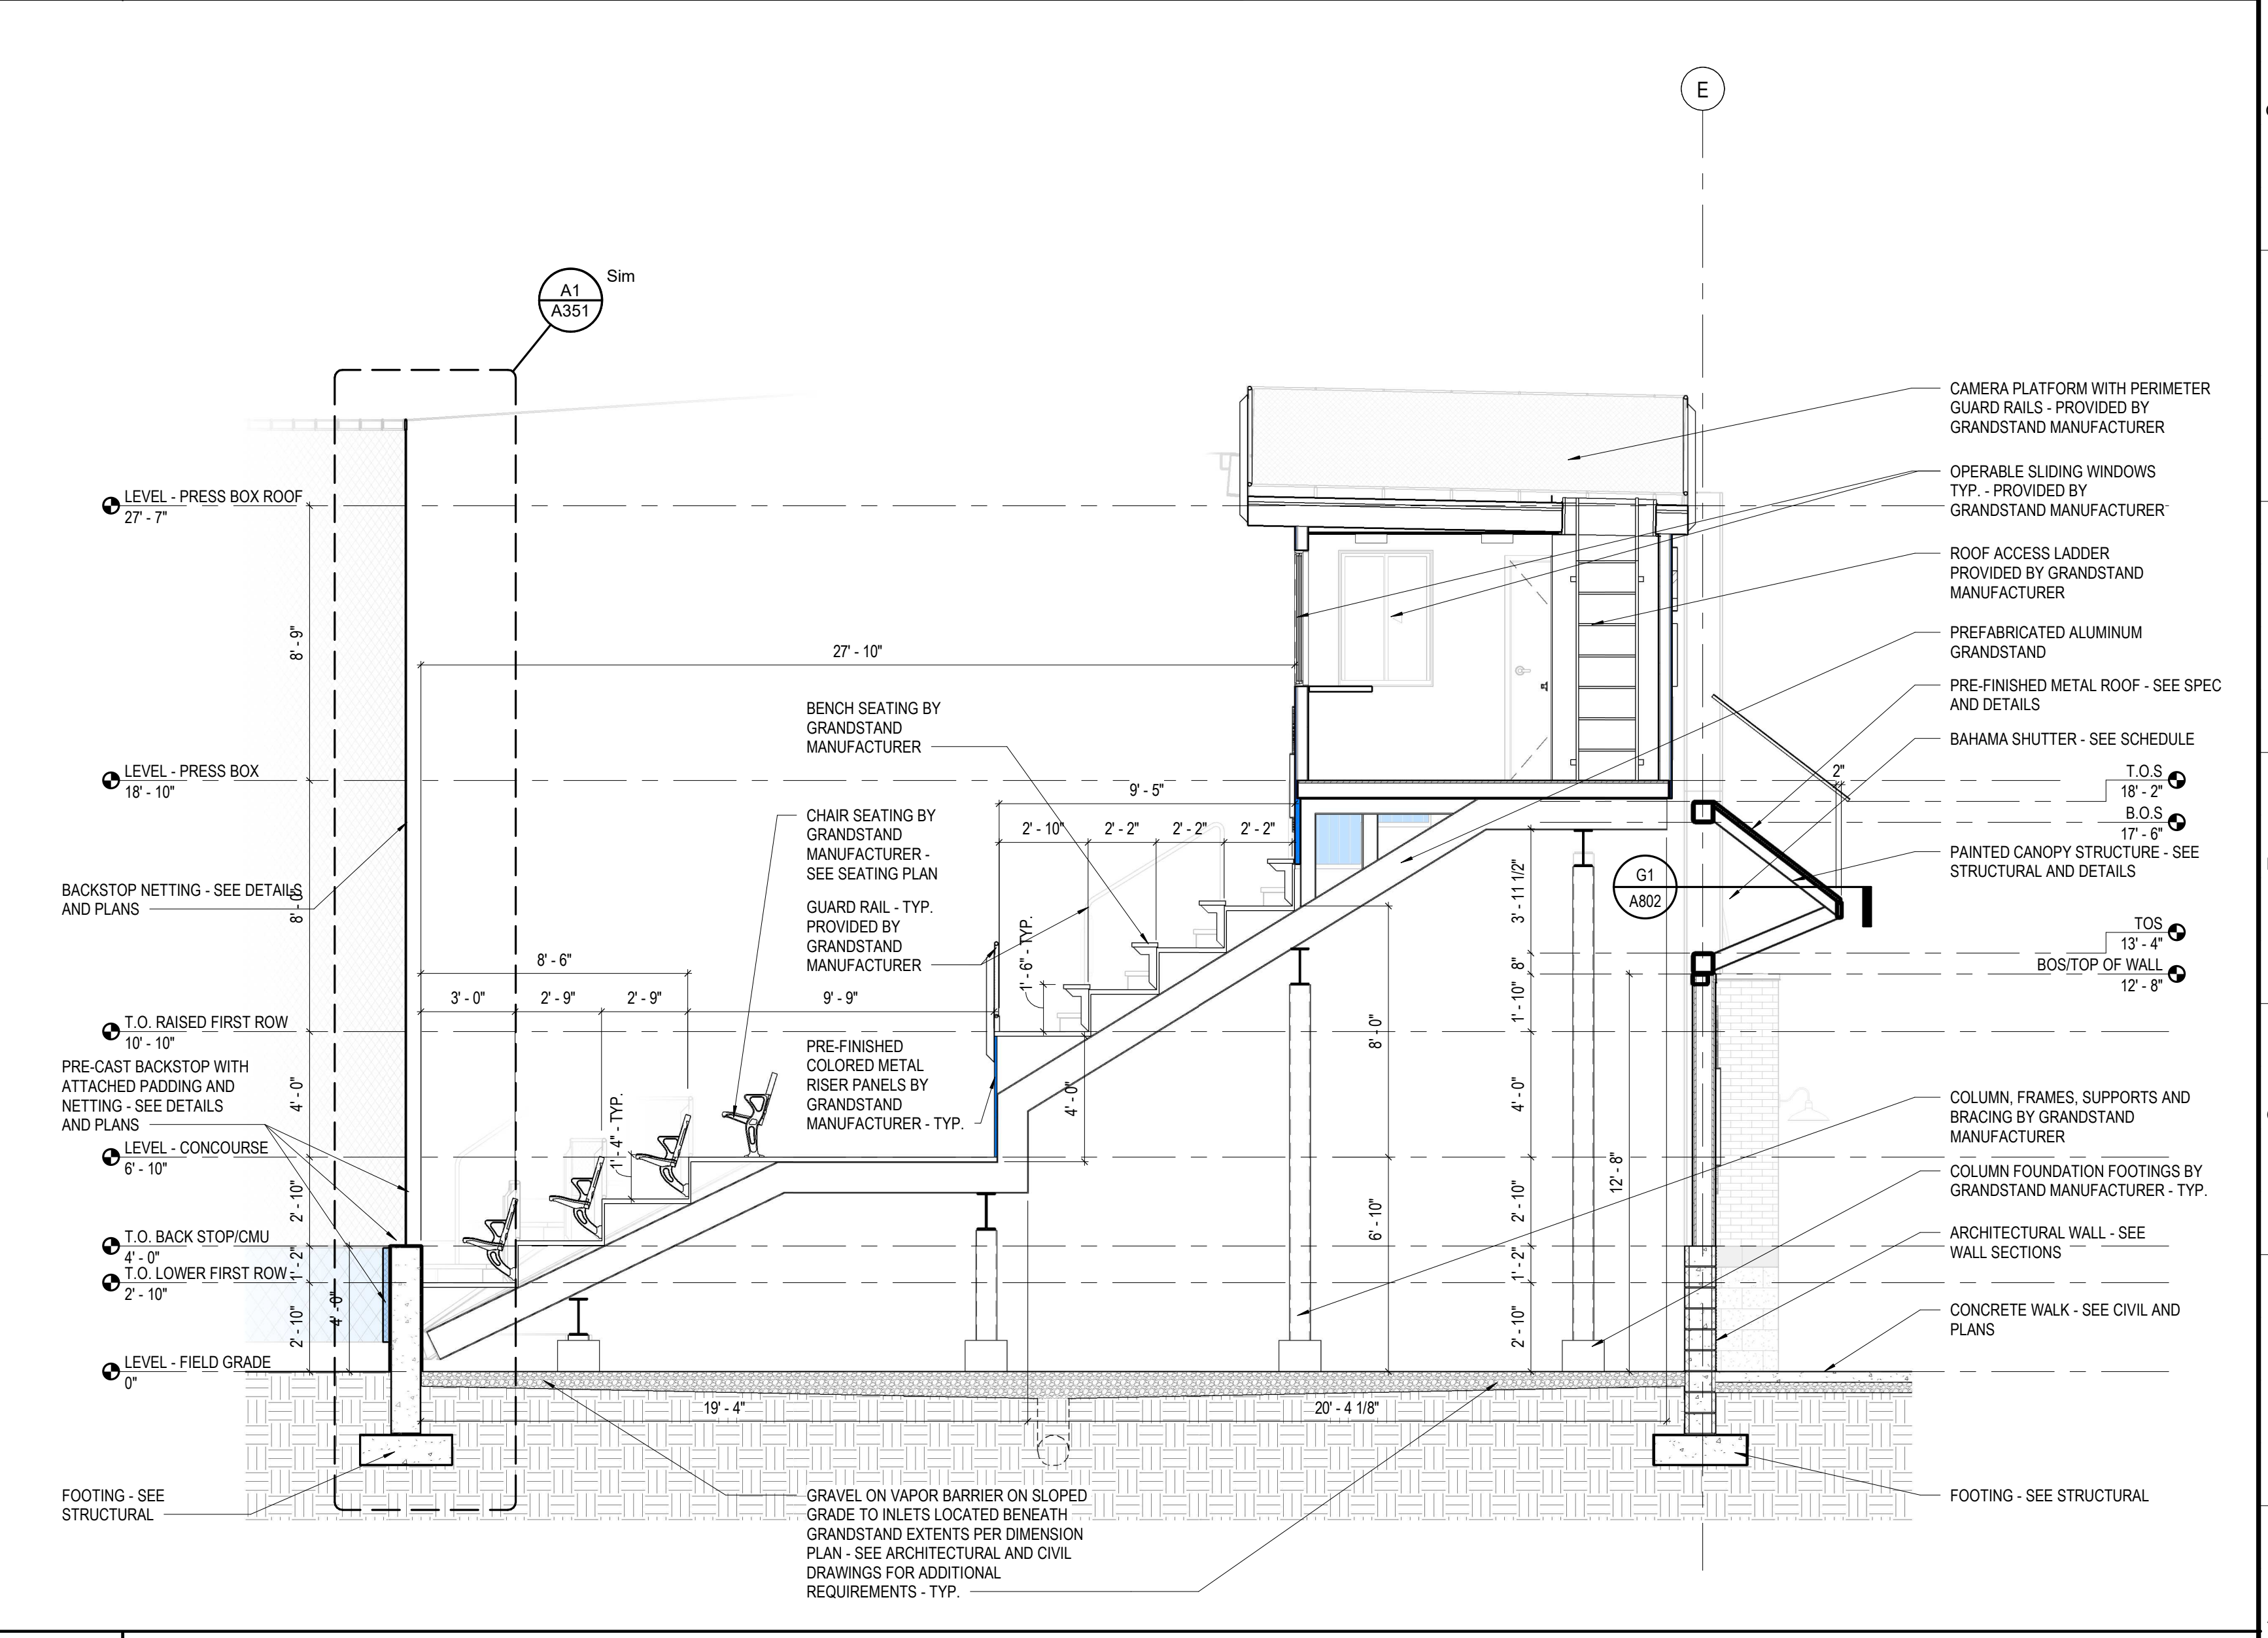 E
A1
A351
Sim
CAMERA PLATFORM WITH PERIMETER
GUARD RAILS - PROVIDED BY
GRANDSTAND MANUFACTURER
OPERABLE SLIDING WINDOWS
TYP. - PROVIDED BY
GRANDSTAND MANUFACTURER
ROOF ACCESS LADDER
PROVIDED BY GRANDSTAND
MANUFACTURER
PREFABRICATED ALUMINUM
GRANDSTAND
PRE-FINISHED METAL ROOF - SEE SPEC
AND DETAILS
BAHAMA SHUTTER - SEE SCHEDULE
2"
T.O.S
18' - 2"
B.O.S
17' - 6"
PAINTED CANOPY STRUCTURE - SEE
STRUCTURAL AND DETAILS
G1
A802
TOS
13' - 4"
BOS/TOP OF WALL
12' - 8"
COLUMN, FRAMES, SUPPORTS AND
BRACING BY GRANDSTAND
MANUFACTURER
COLUMN FOUNDATION FOOTINGS BY
GRANDSTAND MANUFACTURER - TYP.
ARCHITECTURAL WALL - SEE
WALL SECTIONS
CONCRETE WALK - SEE CIVIL AND
PLANS
FOOTING - SEE STRUCTURAL
LEVEL - PRESS BOX ROOF
27' - 7"
8' - 9"
LEVEL - PRESS BOX
18' - 10"
BACKSTOP NETTING - SEE DETAILS
AND PLANS
8' - 0"
T.O. RAISED FIRST ROW
10' - 10"
PRE-CAST BACKSTOP WITH
ATTACHED PADDING AND
NETTING - SEE DETAILS
AND PLANS
4' - 0"
LEVEL - CONCOURSE
6' - 10"
2' - 10"
T.O. BACK STOP/CMU
4' - 0"
1' - 2"
T.O. LOWER FIRST ROW
2' - 10"
2' - 10"
4' - 0"
LEVEL - FIELD GRADE
0"
FOOTING - SEE
STRUCTURAL
27' - 10"
BENCH SEATING BY
GRANDSTAND
MANUFACTURER
CHAIR SEATING BY
GRANDSTAND
MANUFACTURER -
SEE SEATING PLAN
GUARD RAIL - TYP.
PROVIDED BY
GRANDSTAND
MANUFACTURER
9' - 5"
2' - 10"
2' - 2"
2' - 2"
2' - 2"
8' - 6"
3' - 0"
2' - 9"
2' - 9"
9' - 9"
1' - 6" - TYP.
1' - 4" - TYP.
PRE-FINISHED
COLORED METAL
RISER PANELS BY
GRANDSTAND
MANUFACTURER - TYP.
4' - 0"
8' - 0"
6' - 10"
3' - 11 1/2"
8"
1' - 10"
4' - 0"
2' - 10"
1' - 2"
2' - 10"
12' - 8"
19' - 4"
20' - 4 1/8"
GRAVEL ON VAPOR BARRIER ON SLOPED
GRADE TO INLETS LOCATED BENEATH
GRANDSTAND EXTENTS PER DIMENSION
PLAN - SEE ARCHITECTURAL AND CIVIL
DRAWINGS FOR ADDITIONAL
REQUIREMENTS - TYP.